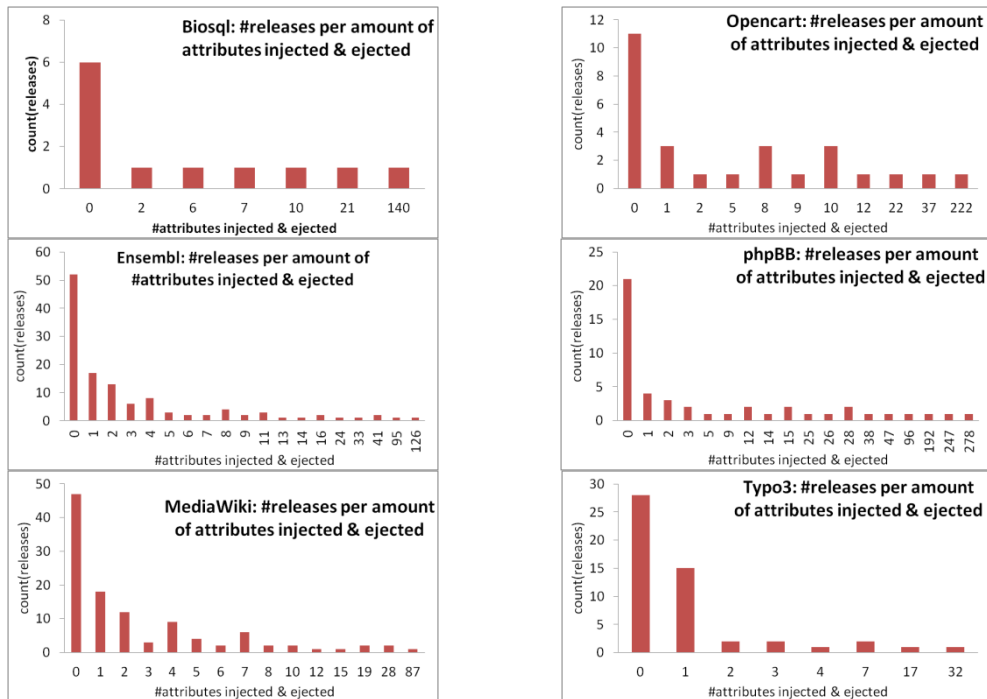 Biosql: #releases per amount of
attributes injected & ejected
count(releases)
8
6
4
2
0
0 2 6 7 10 21 140
#attributes injected & ejected
Opencart: #releases per amount
of attributes injected & ejected
count(releases)
12
10
8
6
4
2
0
0 1 2 5 8 9 10 12 22 37 222
#attributes injected & ejected
Ensembl: #releases per amount of
#attributes injected & ejected
count(releases)
60
50
40
30
20
10
0
0 1 2 3 4 5 6 7 8 9 11 13 14 16 24 33 41 95 126
#attributes injected & ejected
phpBB: #releases per amount
of attributes injected & ejected
count(releases)
25
20
15
10
5
0
0 1 2 3 5 9 12 14 15 25 26 28 38 47 96 192 247 278
#attributes injected & ejected
MediaWiki: #releases per amount
of attributes injected & ejected
count(releases)
50
40
30
20
10
0
0 1 2 3 4 5 6 7 8 10 12 15 19 28 87
#attributes injected & ejected
Typo3: #releases per amount
of attributes injected & ejected
count(releases)
30
25
20
15
10
5
0
0 1 2 3 4 7 17 32
#attributes injected & ejected